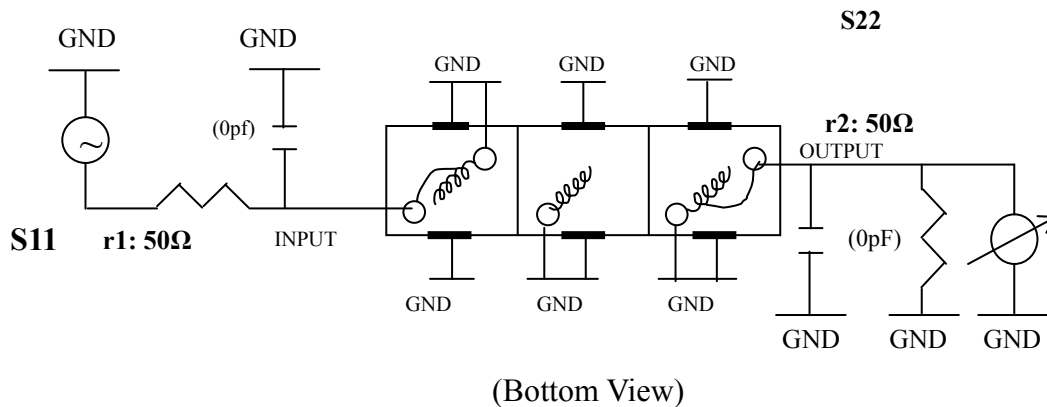 S22
GND
GND
GND
GND
GND
(0pf)
r2: 50Ω
OUTPUT
S11
r1: 50Ω
INPUT
(0pF)
GND
GND
GND
GND
GND
GND
(Bottom View)